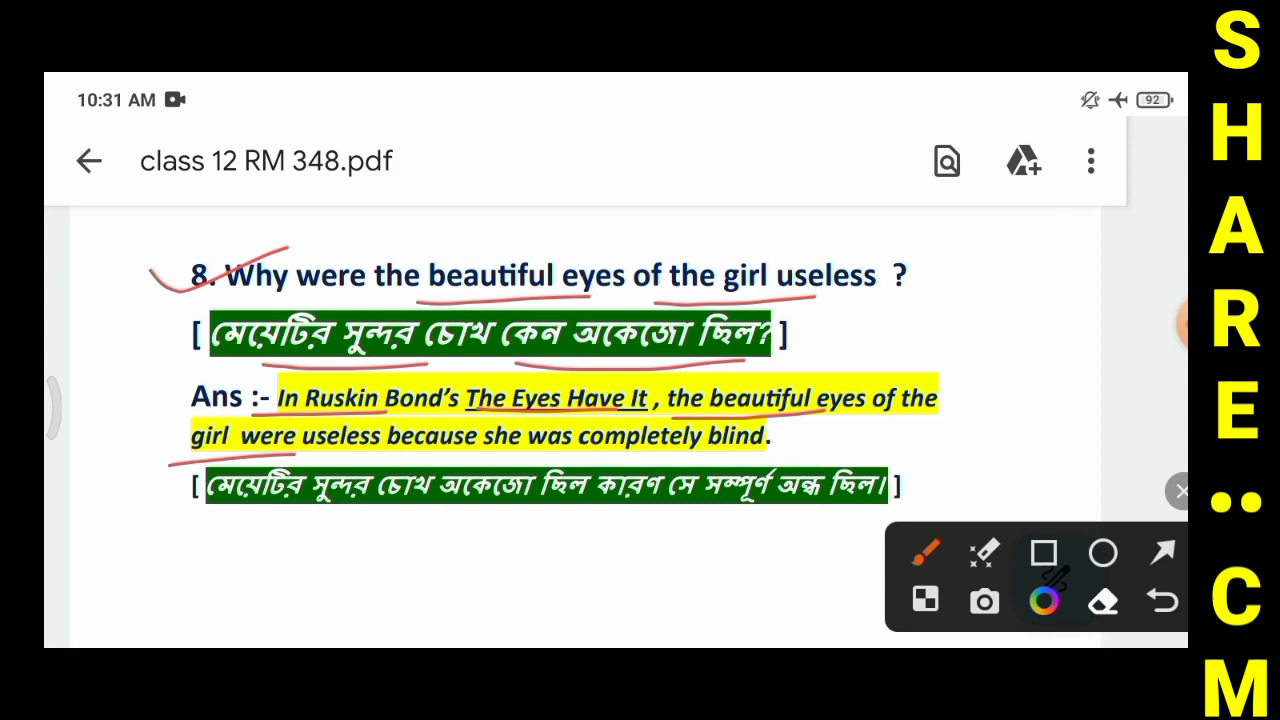 10:31 AM
92
class 12 RM 348.pdf
8. Why were the beautiful eyes of the girl useless ?
[ মেয়েটির সুন্দর চোখ কেন অকেজো ছিল? ]
Ans :- In Ruskin Bond’s The Eyes Have It , the beautiful eyes of the
girl were useless because she was completely blind.
[ মেয়েটির সুন্দর চোখ অকেজো ছিল কারণ সে সম্পূর্ণ অন্ধ ছিল। ]
SHARE..CM